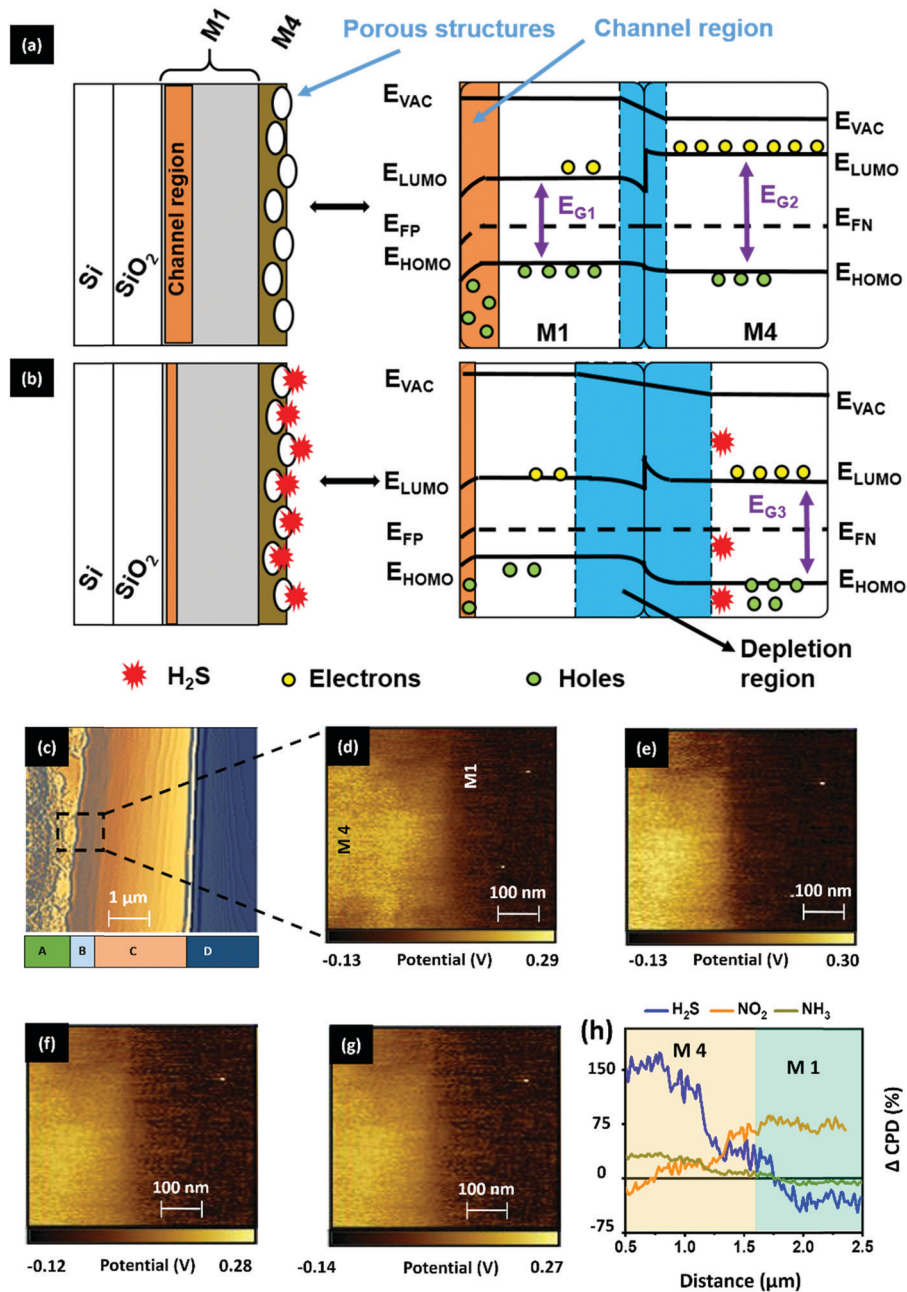 (a)
M1
M4
Porous structures
Channel region
Si
SiO2
Channel region
EVAC
ELUMO
EFP
EHOMO
EG1
EG2
M1
M4
EVAC
ELUMO
EFN
EHOMO
(b)
Si
SiO2
EVAC
ELUMO
EFP
EHOMO
EG3
EVAC
ELUMO
EFN
EHOMO
Depletion
region
H2S
Electrons
Holes
(c)
1 μm
A B C D
(d)
M 4
M1
100 nm
-0.13 Potential (V) 0.29
(e)
100 nm
-0.13 Potential (V) 0.30
(f)
100 nm
-0.12 Potential (V) 0.28
(g)
100 nm
-0.14 Potential (V) 0.27
(h)
H2S NO2 NH3
M 4
M 1
150
75
0
-75
0.5 1.0 1.5 2.0 2.5
Distance (μm)
Δ CPD (%)